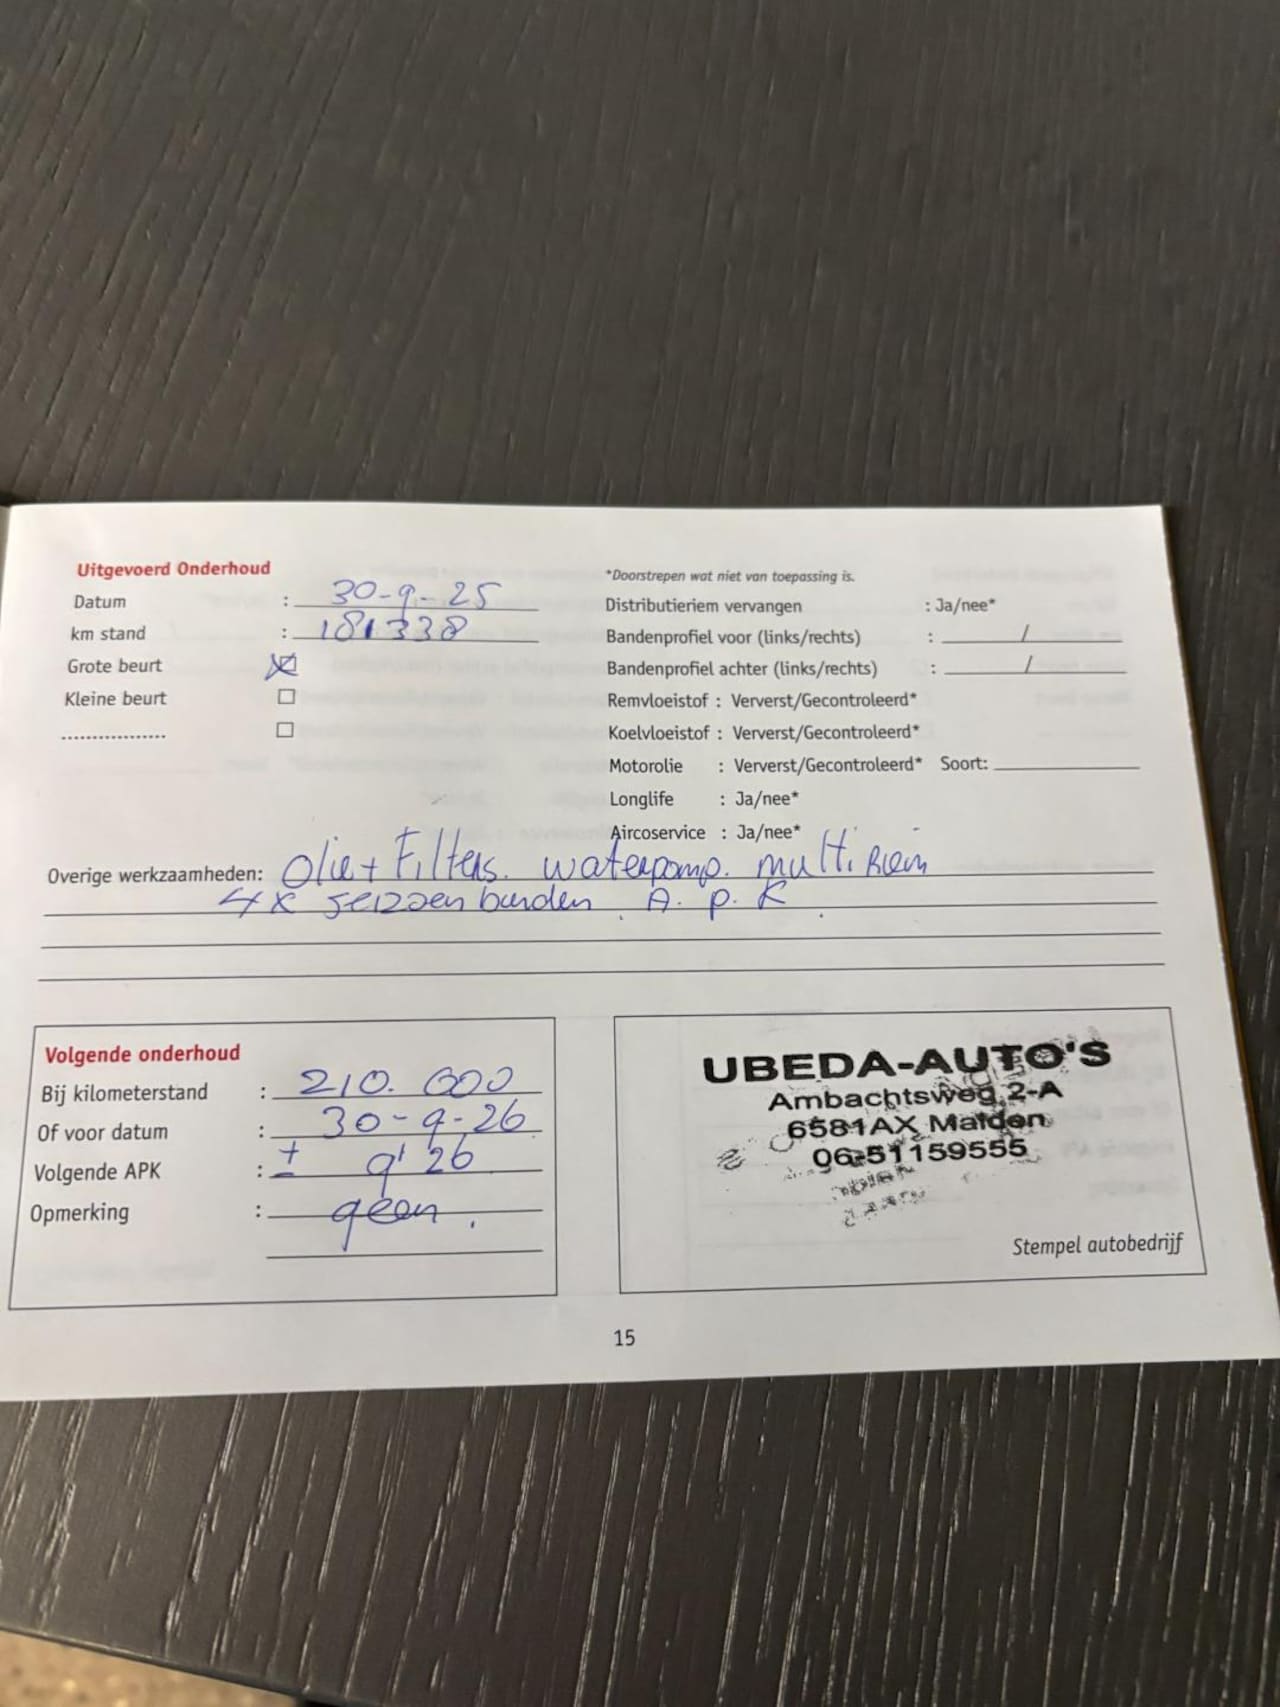 Uitgevoerd Onderhoud
Datum : 30-9-25
km stand : 181338
Grote beurt
Kleine beurt
.................
*Doorstrepen wat niet van toepassing is.
Distributieriem vervangen : Ja/nee*
Bandenprofiel voor (links/rechts) : /
Bandenprofiel achter (links/rechts) : /
Remvloeistof : Ververst/Gecontroleerd*
Koelvloeistof : Ververst/Gecontroleerd*
Motorolie : Ververst/Gecontroleerd* Soort:
Longlife : Ja/nee*
Aircoservice : Ja/nee*
Overige werkzaamheden: Olie + Filters. waterpomp. multi Riem
4x seizoen banden. A.p.K.
Volgende onderhoud
Bij kilometerstand : 210.000
Of voor datum : 30-9-26
Volgende APK : ± 9'26
Opmerking : geen.
UBEDA-AUTO'S
Ambachtsweg 2-A
6581AX Malden
06-51159555
Stempel autobedrijf
15